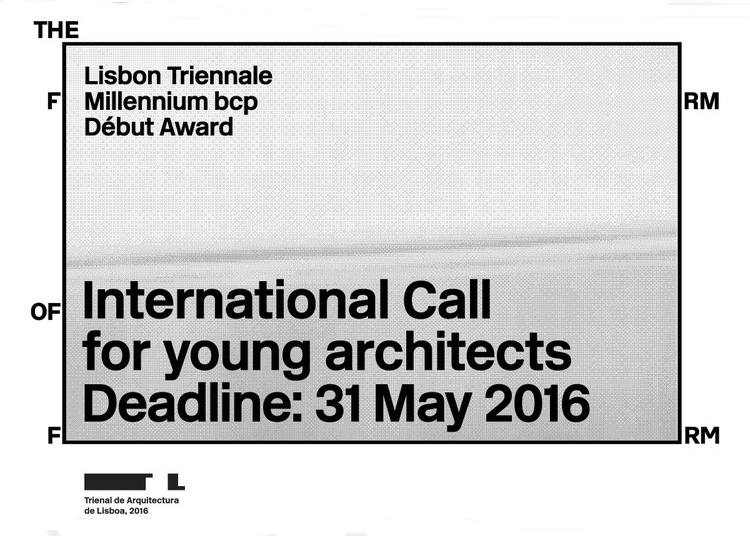 THE
F RM
OF
F RM
Lisbon Triennale
Millennium bcp
Début Award
International Call
for young architects
Deadline: 31 May 2016
Trienal de Arquitectura
de Lisboa, 2016